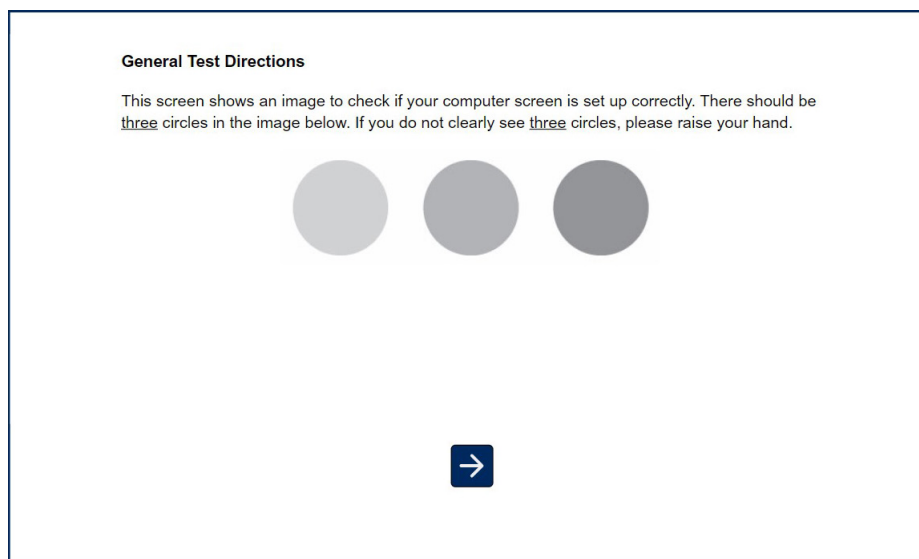 General Test Directions
This screen shows an image to check if your computer screen is set up correctly. There should be
three circles in the image below. If you do not clearly see three circles, please raise your hand.